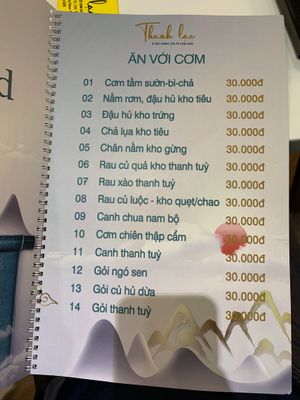 Thanh lạc
ĂN VỚI CƠM
01 Cơm tầm sườn-bì-chả 30.000đ
02 Nầm rơm, đậu hủ kho tiêu 30.000đ
03 Đậu hủ kho trứng 30.000đ
04 Chả lụa kho tiêu 30.000đ
05 Chân nầm kho gừng 30.000đ
06 Rau củ quả kho thanh tuỳ 30.000đ
07 Rau xào thanh tuỳ 30.000đ
08 Rau củ luộc - kho quẹt/chao 30.000đ
09 Canh chua nam bộ 30.000đ
10 Cơm chiên thập cẩm 30.000đ
11 Canh thanh tuỳ 30.000đ
12 Gỏi ngó sen 30.000đ
13 Gỏi củ hủ dừa 30.000đ
14 Gỏi thanh tuỳ 30.000đ